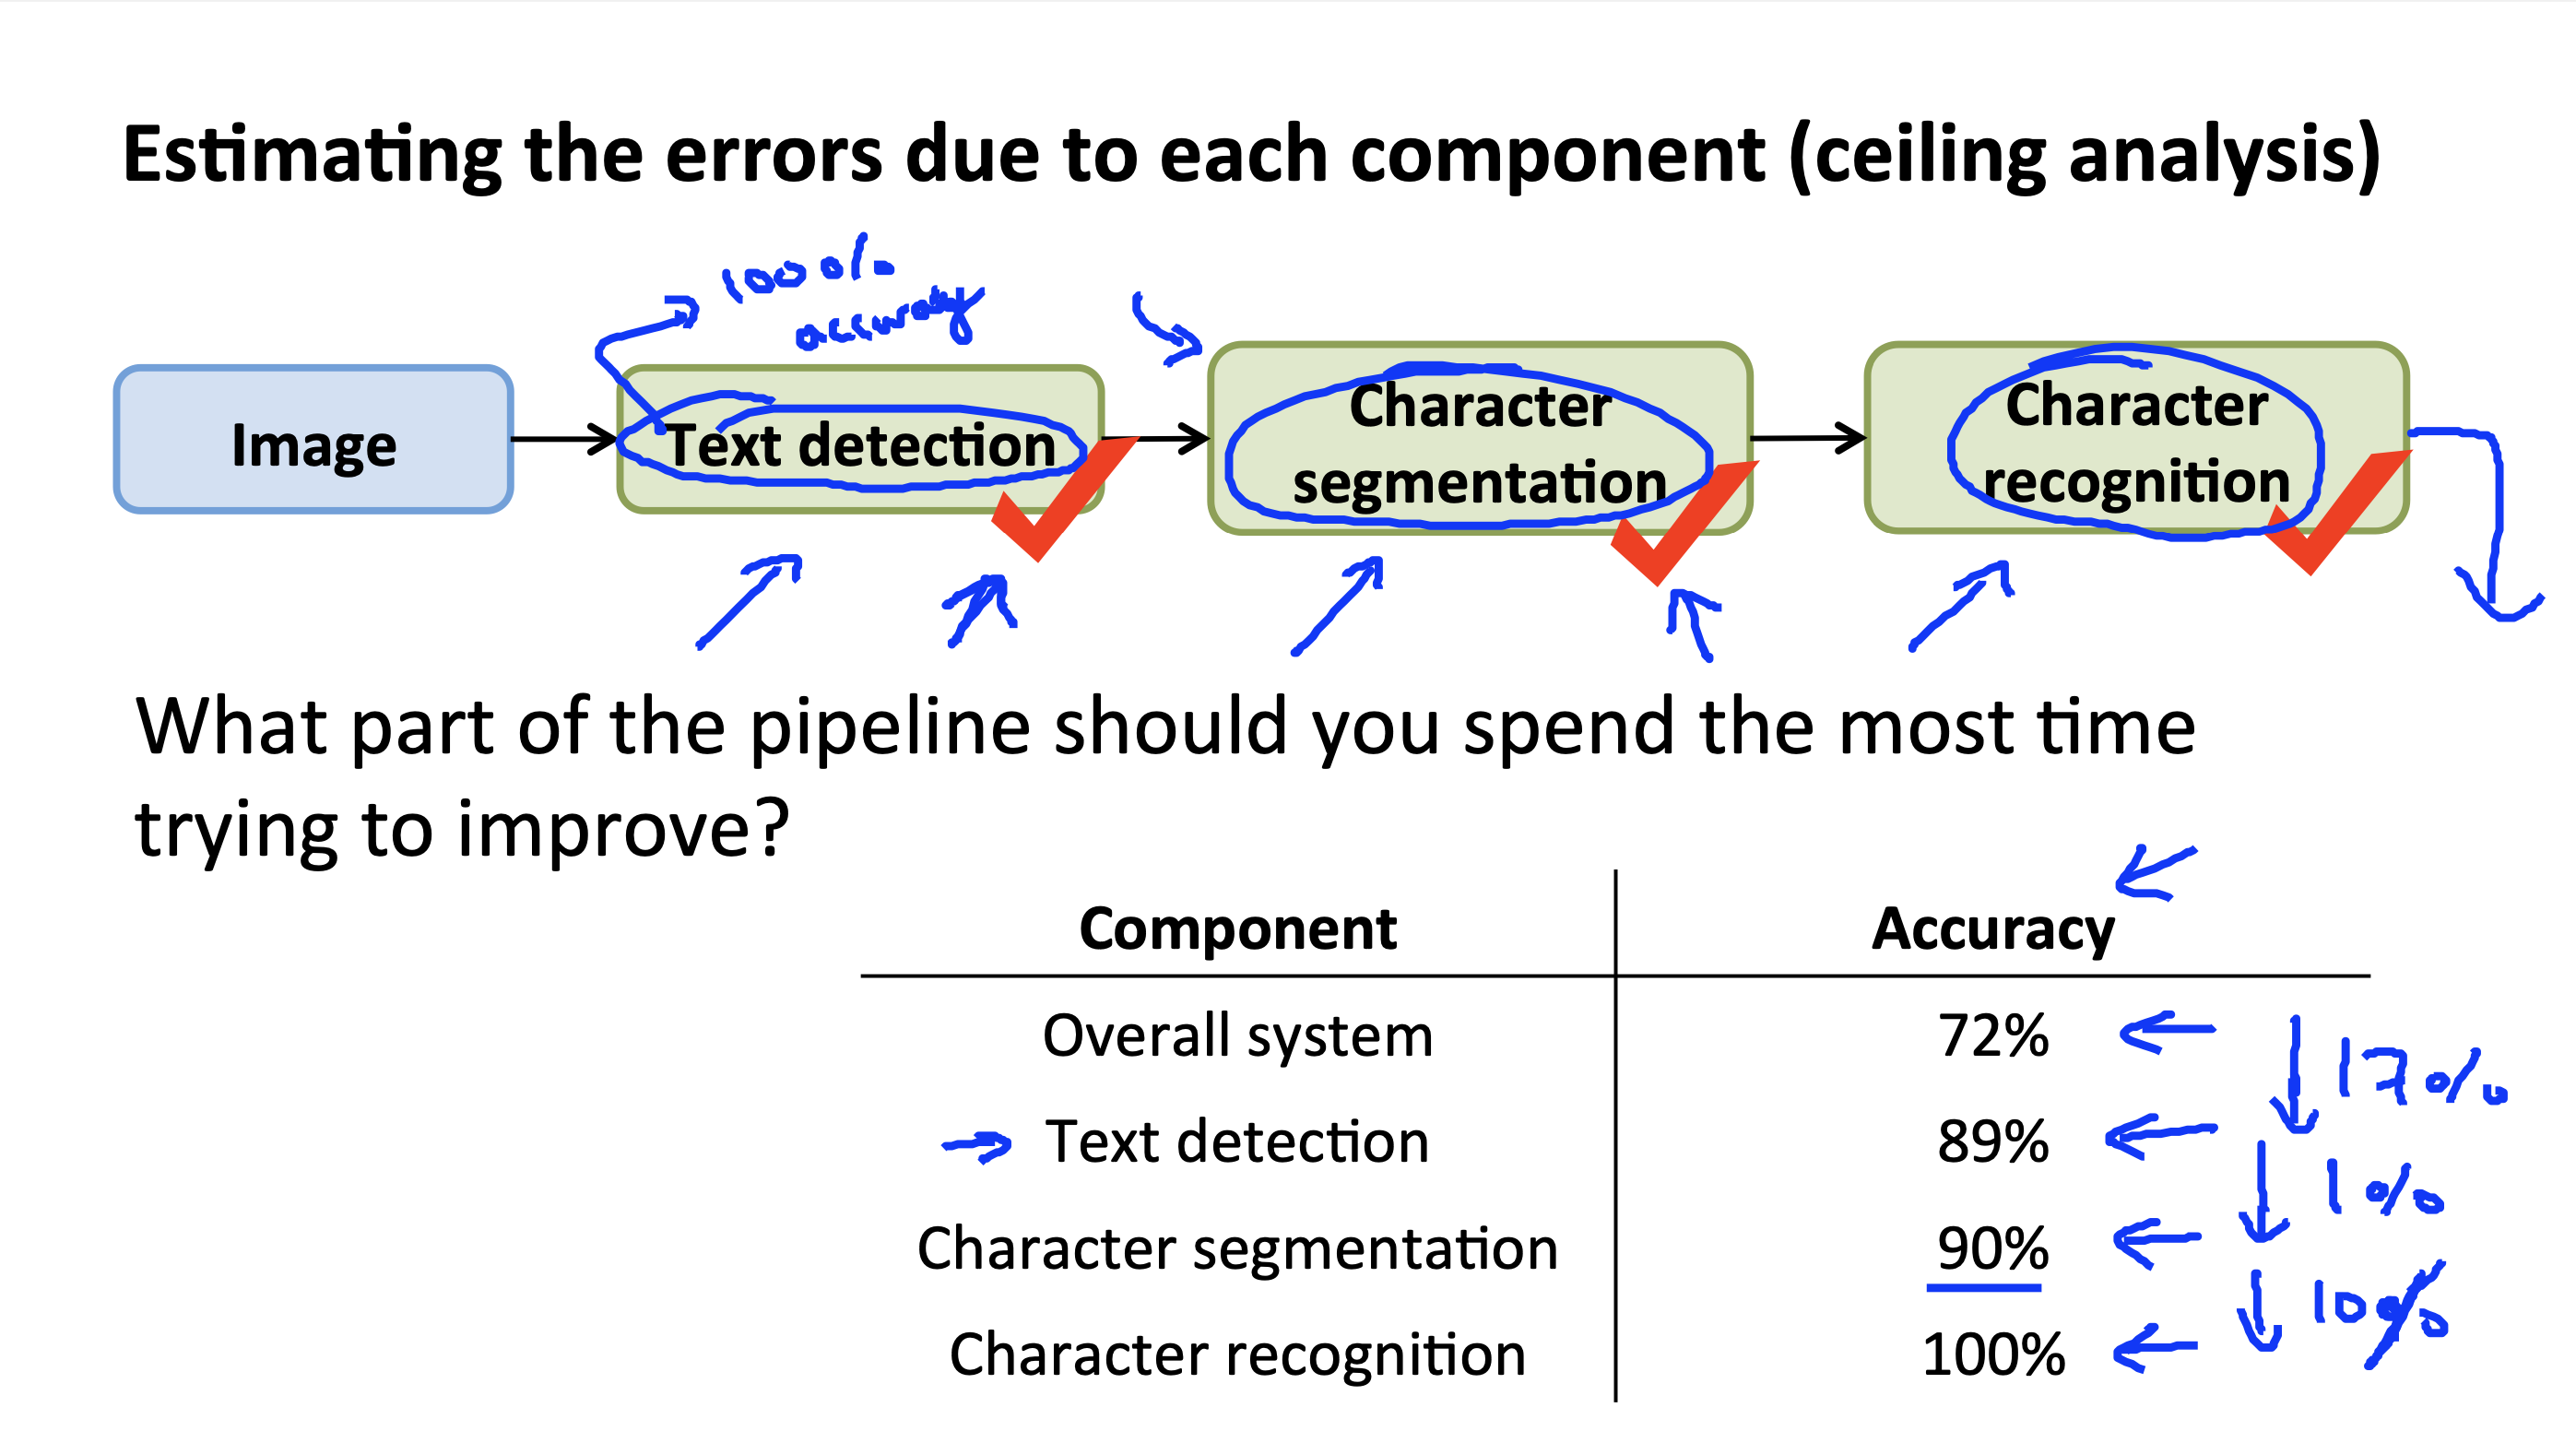 Estimating the errors due to each component (ceiling analysis)
100%
accuracy
Image
Text detection
Character
segmentation
Character
recognition
What part of the pipeline should you spend the most time
trying to improve?
Component Accuracy
Overall system 72%
17%
Text detection 89%
1%
Character segmentation 90%
10%
Character recognition 100%